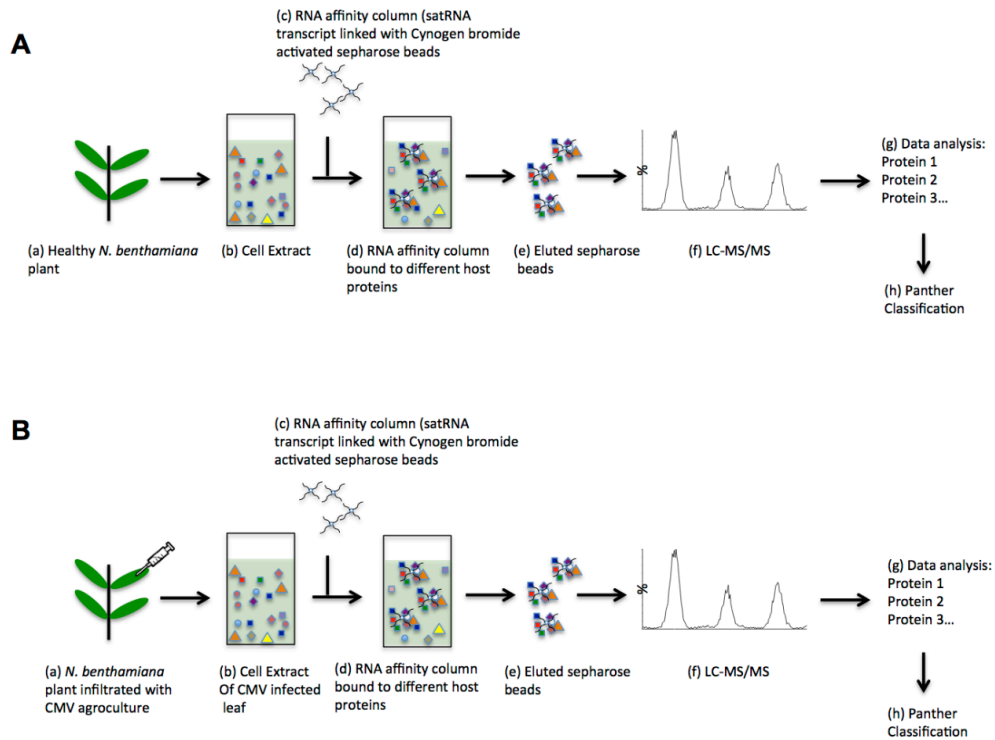 A
(c) RNA affinity column (satRNA
transcript linked with Cynogen bromide
activated sepharose beads
%
(g) Data analysis:
Protein 1
Protein 2
Protein 3...
(a) Healthy N. benthamiana
plant
(b) Cell Extract
(d) RNA affinity column
bound to different host
proteins
(e) Eluted sepharose
beads
(f) LC-MS/MS
(h) Panther
Classification
B
(c) RNA affinity column (satRNA
transcript linked with Cynogen bromide
activated sepharose beads
%
(g) Data analysis:
Protein 1
Protein 2
Protein 3...
(a) N. benthamiana
plant infiltrated with
CMV agroculture
(b) Cell Extract
Of CMV infected
leaf
(d) RNA affinity column
bound to different host
proteins
(e) Eluted sepharose
beads
(f) LC-MS/MS
(h) Panther
Classification